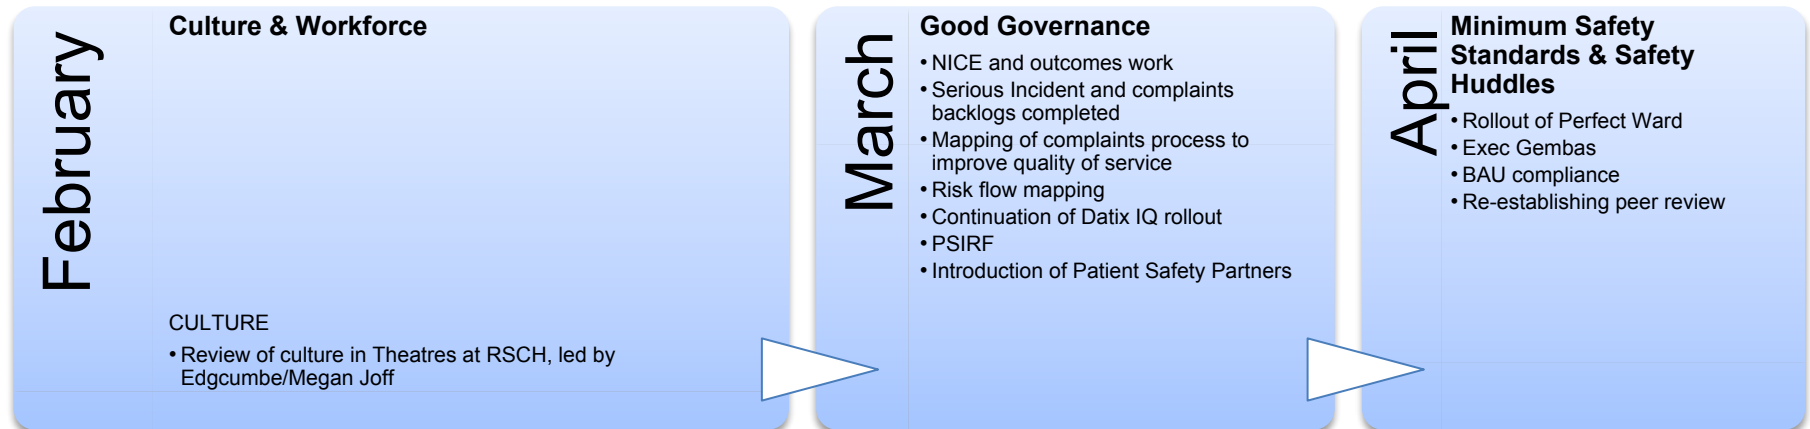 February
Culture & Workforce
CULTURE
• Review of culture in Theatres at RSCH, led by
Edgcumbe/Megan Joff
March
Good Governance
• NICE and outcomes work
• Serious Incident and complaints
backlogs completed
• Mapping of complaints process to
improve quality of service
• Risk flow mapping
• Continuation of Datix IQ rollout
• PSIRF
• Introduction of Patient Safety Partners
April
Minimum Safety
Standards & Safety
Huddles
• Rollout of Perfect Ward
• Exec Gembas
• BAU compliance
• Re-establishing peer review